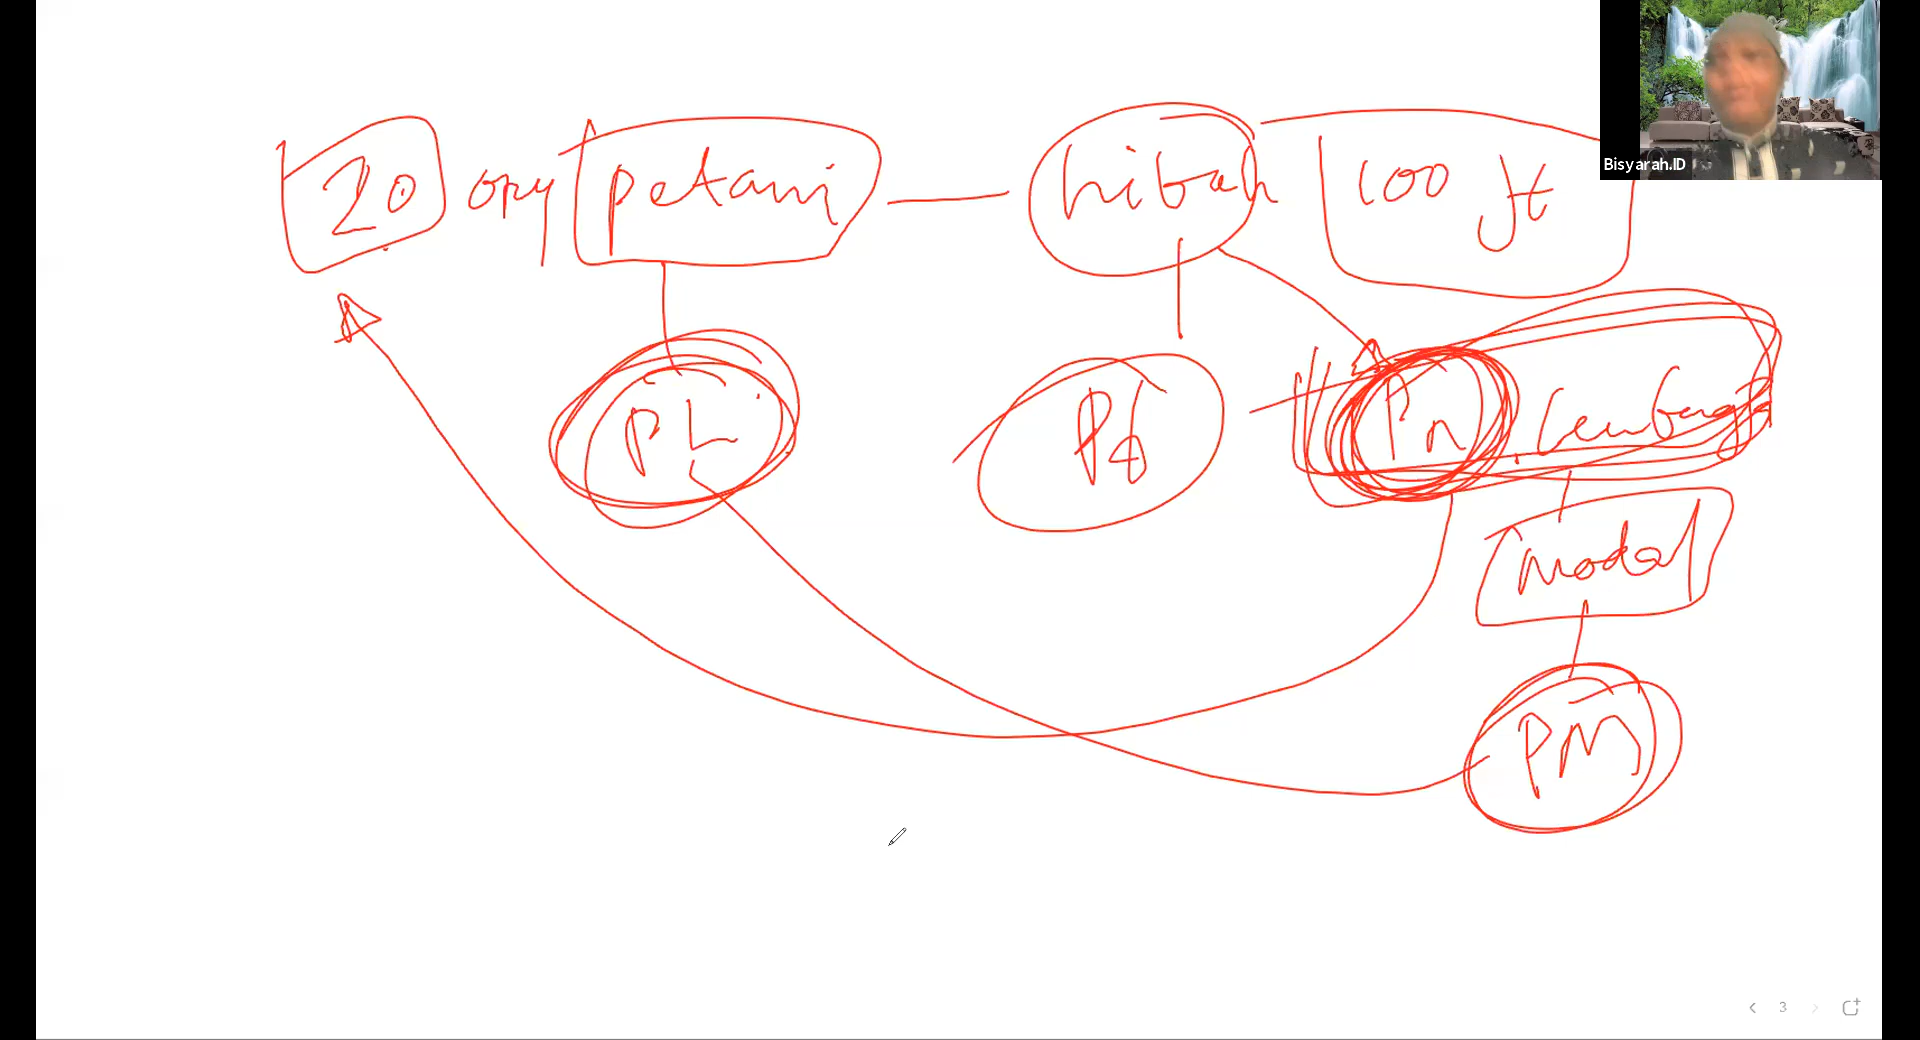 Bisyarah.ID
20 org petani — hibah 100 Jt
PL Pd Pn. Lembaga
modal
PM
3